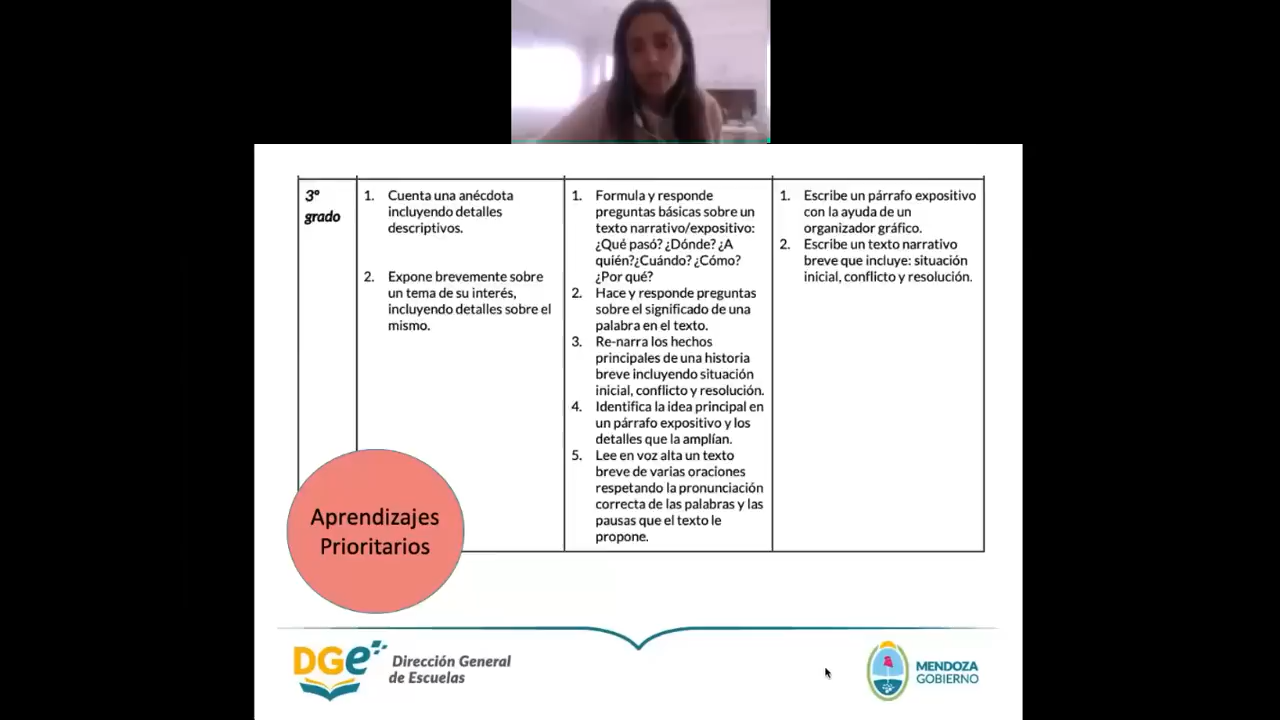 3°
grado
1. Cuenta una anécdota
incluyendo detalles
descriptivos.
2. Expone brevemente sobre
un tema de su interés,
incluyendo detalles sobre el
mismo.
1. Formula y responde
preguntas básicas sobre un
texto narrativo/expositivo:
¿Qué pasó? ¿Dónde? ¿A
quién?¿Cuándo? ¿Cómo?
¿Por qué?
2. Hace y responde preguntas
sobre el significado de una
palabra en el texto.
3. Re-narra los hechos
principales de una historia
breve incluyendo situación
inicial, conflicto y resolución.
4. Identifica la idea principal en
un párrafo expositivo y los
detalles que la amplían.
5. Lee en voz alta un texto
breve de varias oraciones
respetando la pronunciación
correcta de las palabras y las
pausas que el texto le
propone.
1. Escribe un párrafo expositivo
con la ayuda de un
organizador gráfico.
2. Escribe un texto narrativo
breve que incluye: situación
inicial, conflicto y resolución.
Aprendizajes
Prioritarios
DGe
Dirección General
de Escuelas
MENDOZA
GOBIERNO